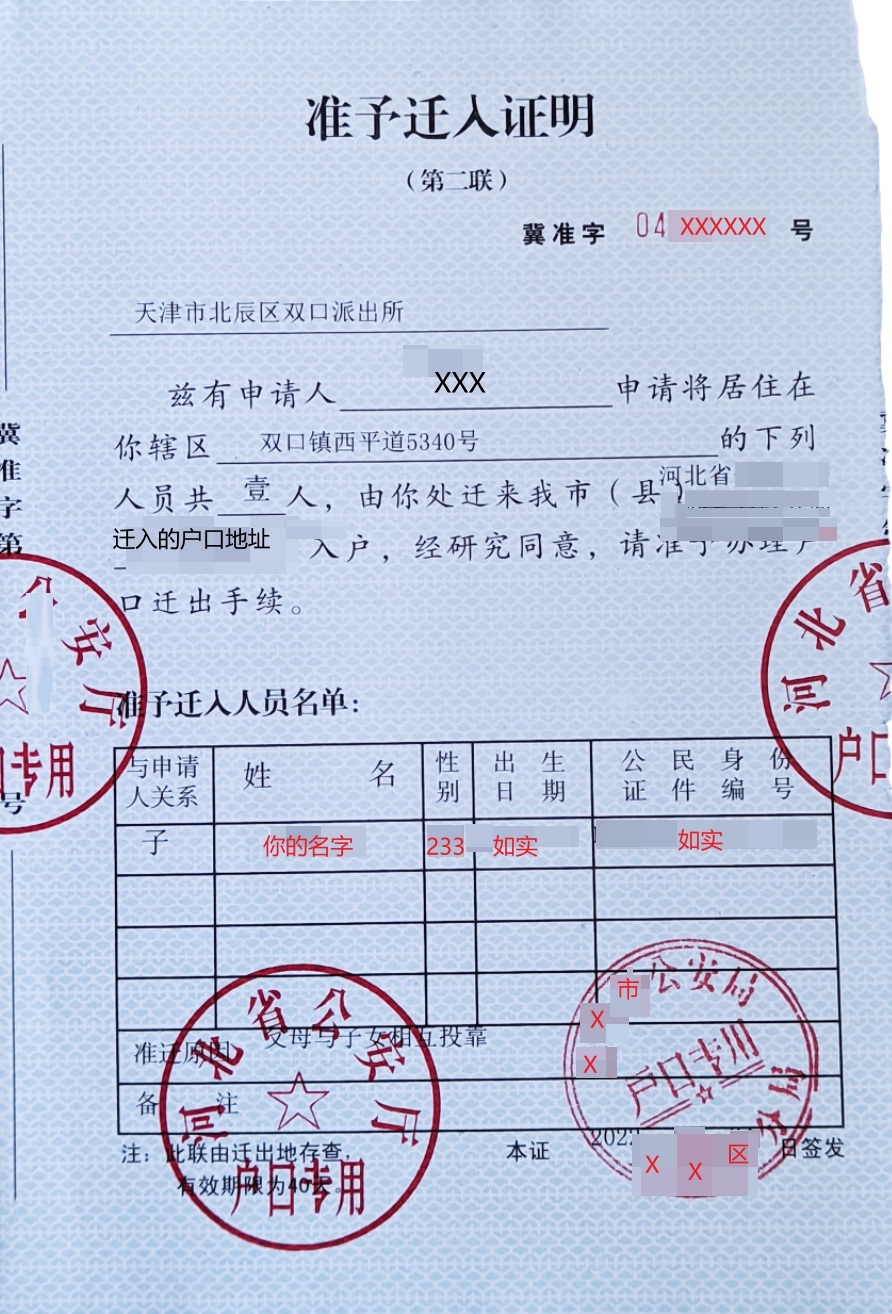 准予迁入证明
（第二联）
冀准字 04 XXXXXX 号
天津市北辰区双口派出所
兹有申请人 XXX 申请将居住在
你辖区 双口镇西平道5340号 的下列
河北省
人员共 壹 人，由你处迁来我市（县）
迁入的户口地址 入户，经研究同意，请准予办理户
口迁出手续。
冀准字第
号
公安厅
口专用
河北省
户口
准予迁入人员名单：
与申请人关系 姓名 性别 出生日期 公民身份证件编号
子 你的名字 233 如实 如实
准迁原因 父母与子女相互投靠
备注
河北省公安厅
户口专用
X X 市公安局
户口专用
X X 区
注：此联由迁出地存查，
有效期限为40天。
本证 202 日签发